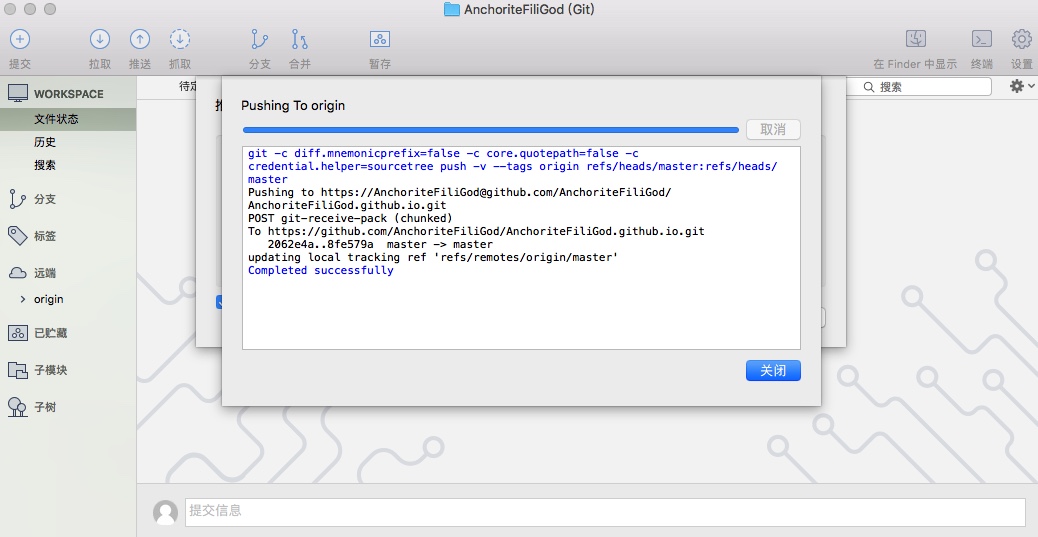 AnchoriteFiliGod (Git)
提交
拉取
推送
抓取
分支
合并
暂存
在 Finder 中显示
终端
设置
WORKSPACE
文件状态
历史
搜索
分支
标签
远端
origin
已贮藏
子模块
子树
待定
搜索
Pushing To origin
取消
git -c diff.mnemonicprefix=false -c core.quotepath=false -c
credential.helper=sourcetree push -v --tags origin refs/heads/master:refs/heads/
master
Pushing to https://AnchoriteFiliGod@github.com/AnchoriteFiliGod/
AnchoriteFiliGod.github.io.git
POST git-receive-pack (chunked)
To https://github.com/AnchoriteFiliGod/AnchoriteFiliGod.github.io.git
2062e4a..8fe579a  master -> master
updating local tracking ref 'refs/remotes/origin/master'
Completed successfully
关闭
提交信息